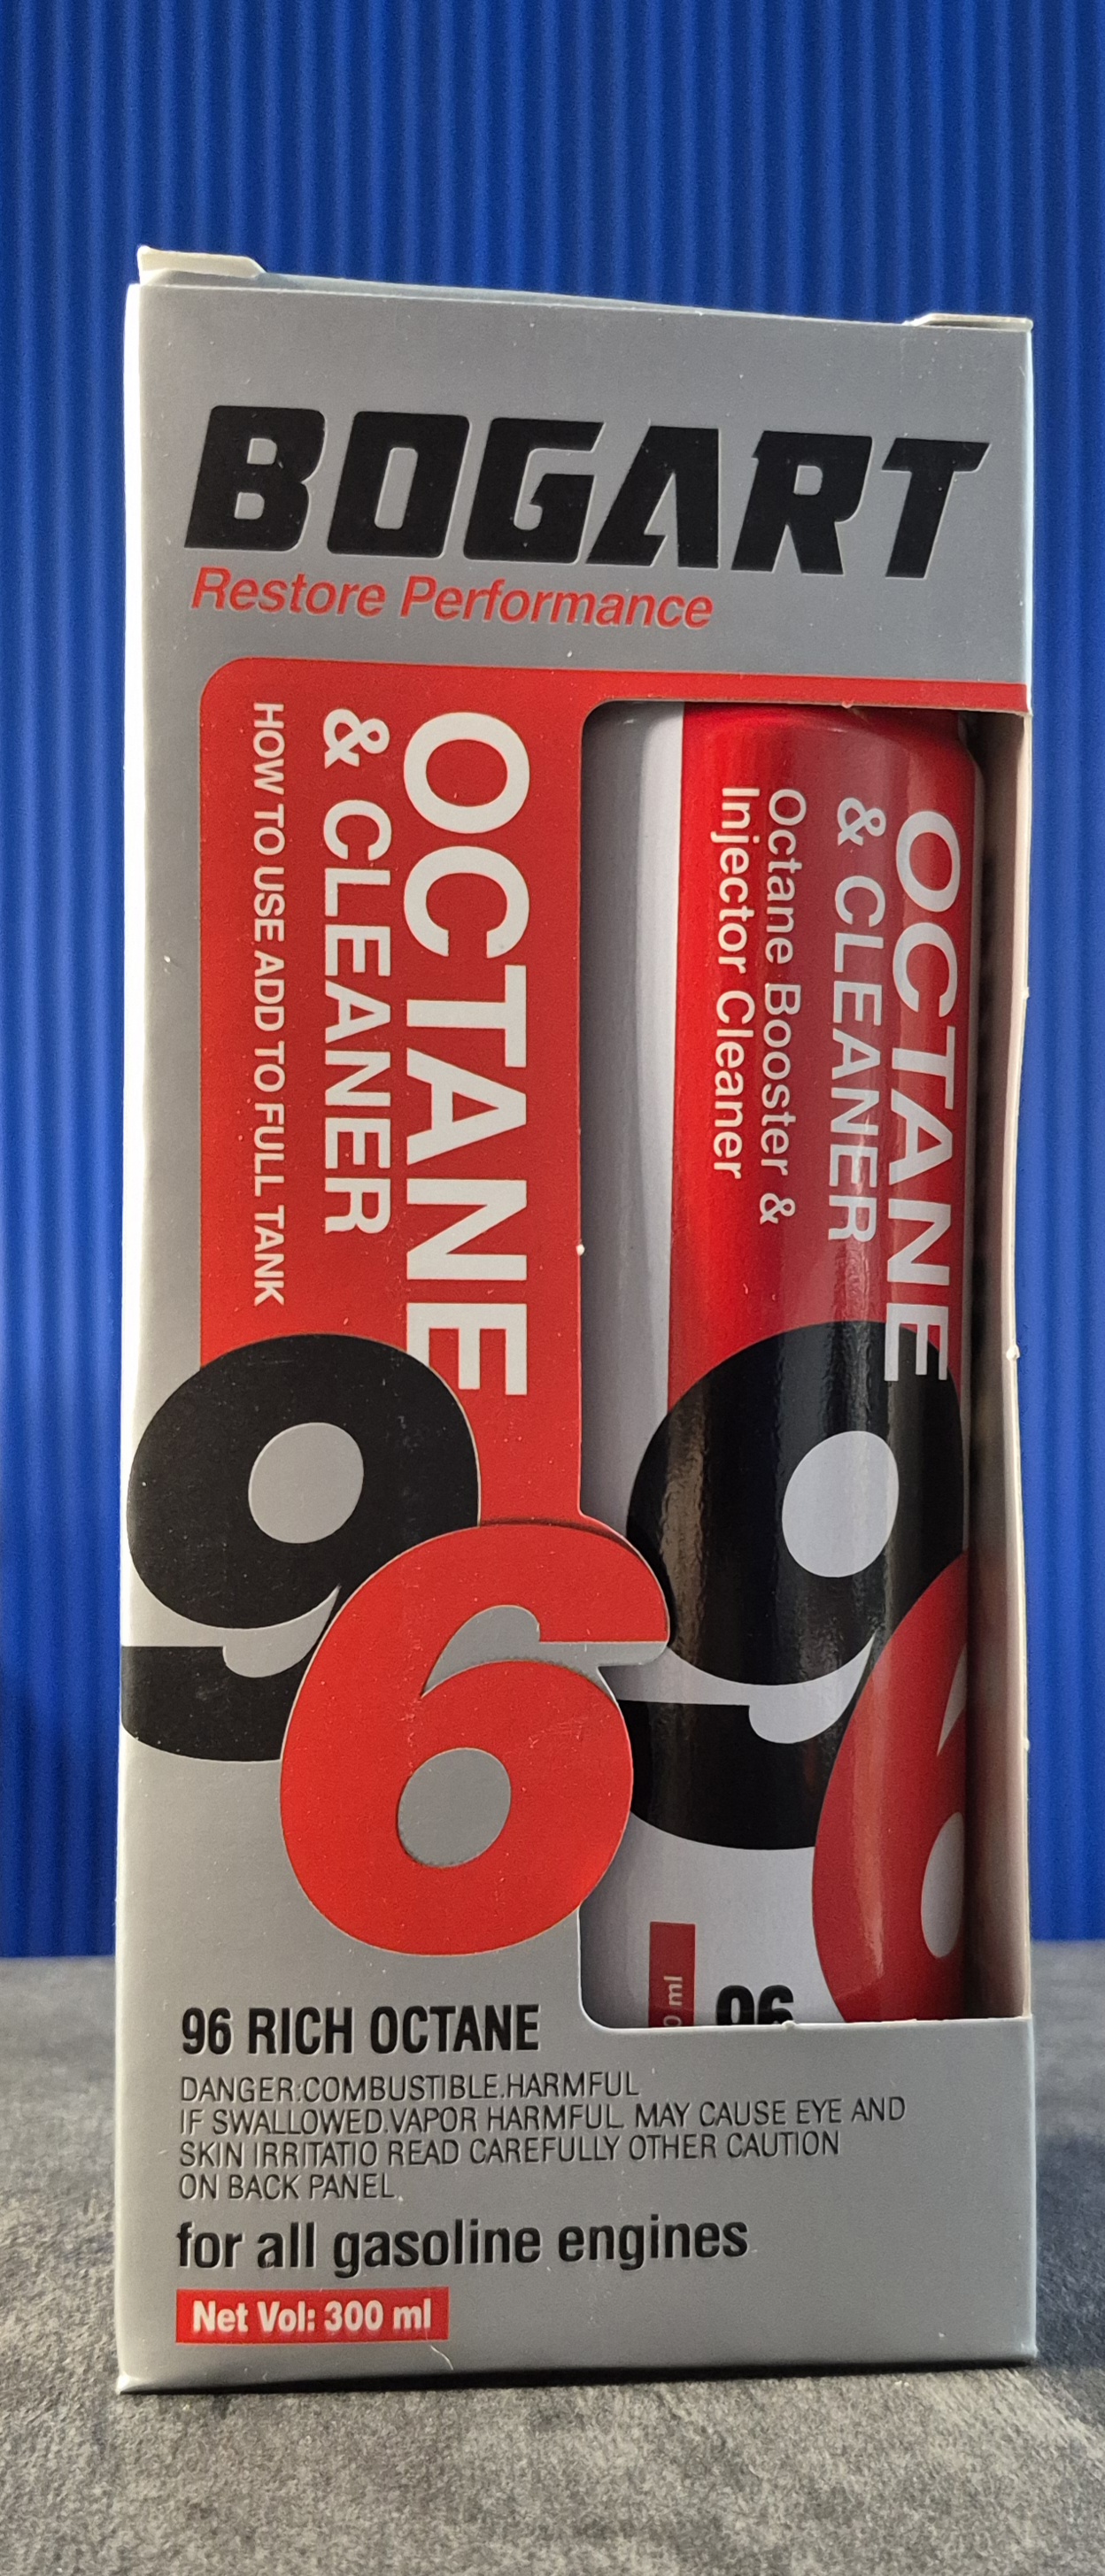 BOGART
Restore Performance
OCTANE
& CLEANER
HOW TO USE ADD TO FULL TANK
96
OCTANE
& CLEANER
Octane Booster &
Injector Cleaner
96
96
96 RICH OCTANE
DANGER:COMBUSTIBLE.HARMFUL
IF SWALLOWED.VAPOR HARMFUL. MAY CAUSE EYE AND
SKIN IRRITATIO READ CAREFULLY OTHER CAUTION
ON BACK PANEL.
for all gasoline engines
Net Vol: 300 ml